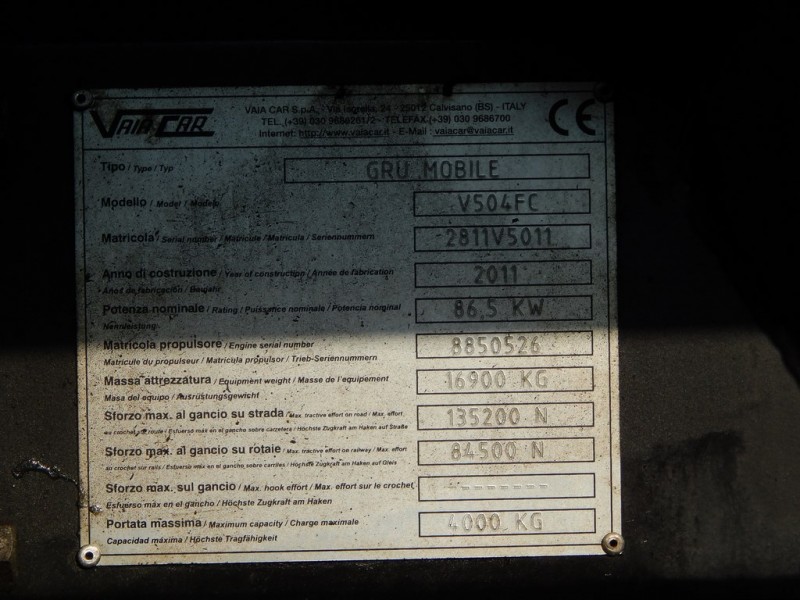 VAIA CAR
VAIA CAR S.p.A. - Via Isorella, 24 - 25012 Calvisano (BS) - ITALY
TEL. (+39) 030 9686261/2 - TELEFAX (+39) 030 9686700
Internet: http://www.vaiacar.it - E-Mail: vaiacar@vaiacar.it
CE
Tipo / Type / Typ GRU MOBILE
Modello / Model / Modele V504FC
Matricola / Serial number / Matricule / Matricula / Seriennummern 2811V5011
Anno di costruzione / Year of construction / Année de fabrication 2011
Años de fabricación / Baujahr
Potenza nominale / Rating / Puissance nominale / Potencia nominal 86.5 KW
Nennleistung
Matricola propulsore / Engine serial number 8850526
Matricule du propulseur / Matricula propulsor / Trieb-Seriennummern
Massa attrezzatura / Equipment weight / Masse de l'equipement 16900 KG
Masa del equipo / Ausrüstungsgewicht
Sforzo max. al gancio su strada / Max. tractive effort on road / Max. effort 135200 N
au crochet sur route / Esfuerzo máx en el gancho sobre carretera / Höchste Zugkraft am Haken auf Straße
Sforzo max. al gancio su rotaie / Max. tractive effort on railway / Max. effort 84500 N
au crochet sur rails / Esfuerzo máx en el gancho sobre carriles / Höchste Zugkraft am Haken auf Gleis
Sforzo max. sul gancio / Max. hook effort / Max. effort sur le crochet -------
Esfuerzo máx en el gancho / Höchste Zugkraft am Haken
Portata massima / Maximum capacity / Charge maximale 4000 KG
Capacidad máxima / Höchste Tragfähigkeit